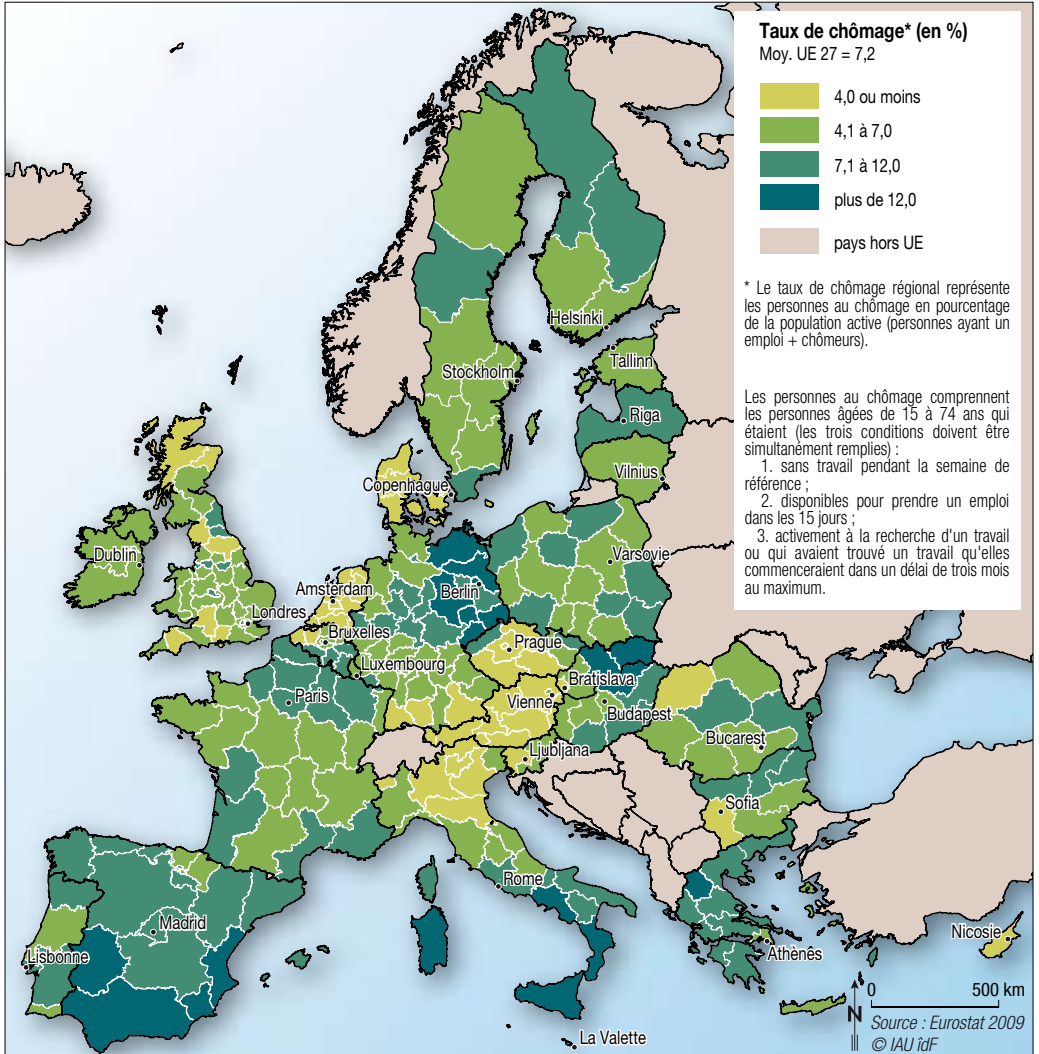 Taux de chômage* (en %)
Moy. UE 27 = 7,2
4,0 ou moins
4,1 à 7,0
7,1 à 12,0
plus de 12,0
pays hors UE
* Le taux de chômage régional représente
les personnes au chômage en pourcentage
de la population active (personnes ayant un
emploi + chômeurs).
Les personnes au chômage comprennent
les personnes âgées de 15 à 74 ans qui
étaient (les trois conditions doivent être
simultanément remplies) :
1. sans travail pendant la semaine de
référence ;
2. disponibles pour prendre un emploi
dans les 15 jours ;
3. activement à la recherche d'un travail
ou qui avaient trouvé un travail qu'elles
commenceraient dans un délai de trois mois
au maximum.
Helsinki
Tallinn
Stockholm
Riga
Vilnius
Copenhague
Dublin
Varsovie
Amsterdam
Berlin
Londres
Bruxelles
Prague
Luxembourg
Bratislava
Paris
Vienne
Budapest
Ljubljana
Bucarest
Sofia
Rome
Madrid
Nicosie
Lisbonne
Athènes
La Valette
0 500 km
N
Source : Eurostat 2009
© IAU îdF